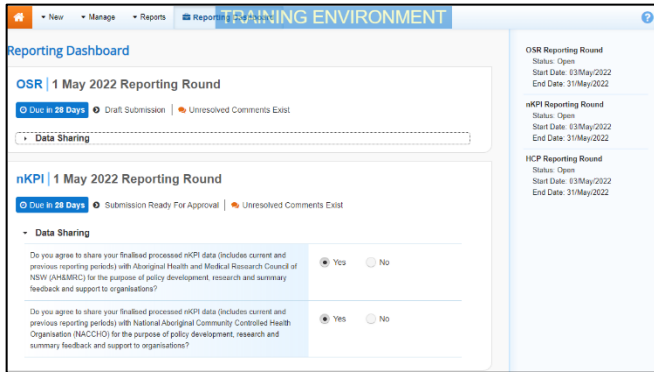 New
Manage
Reports
Reporting Dashboard
TRAINING ENVIRONMENT
?
Reporting Dashboard
OSR | 1 May 2022 Reporting Round
Due in 28 Days Draft Submission | Unresolved Comments Exist
Data Sharing
nKPI | 1 May 2022 Reporting Round
Due in 28 Days Submission Ready For Approval | Unresolved Comments Exist
Data Sharing
Do you agree to share your finalised processed nKPI data (includes current and
previous reporting periods) with Aboriginal Health and Medical Research Council of
NSW (AH&MRC) for the purpose of policy development, research and summary
feedback and support to organisations?
Yes No
Do you agree to share your finalised processed nKPI data (includes current and
previous reporting periods) with National Aboriginal Community Controlled Health
Organisation (NACCHO) for the purpose of policy development, research and
summary feedback and support to organisations?
Yes No
OSR Reporting Round
Status: Open
Start Date: 03/May/2022
End Date: 31/May/2022
nKPI Reporting Round
Status: Open
Start Date: 03/May/2022
End Date: 31/May/2022
HCP Reporting Round
Status: Open
Start Date: 03/May/2022
End Date: 31/May/2022